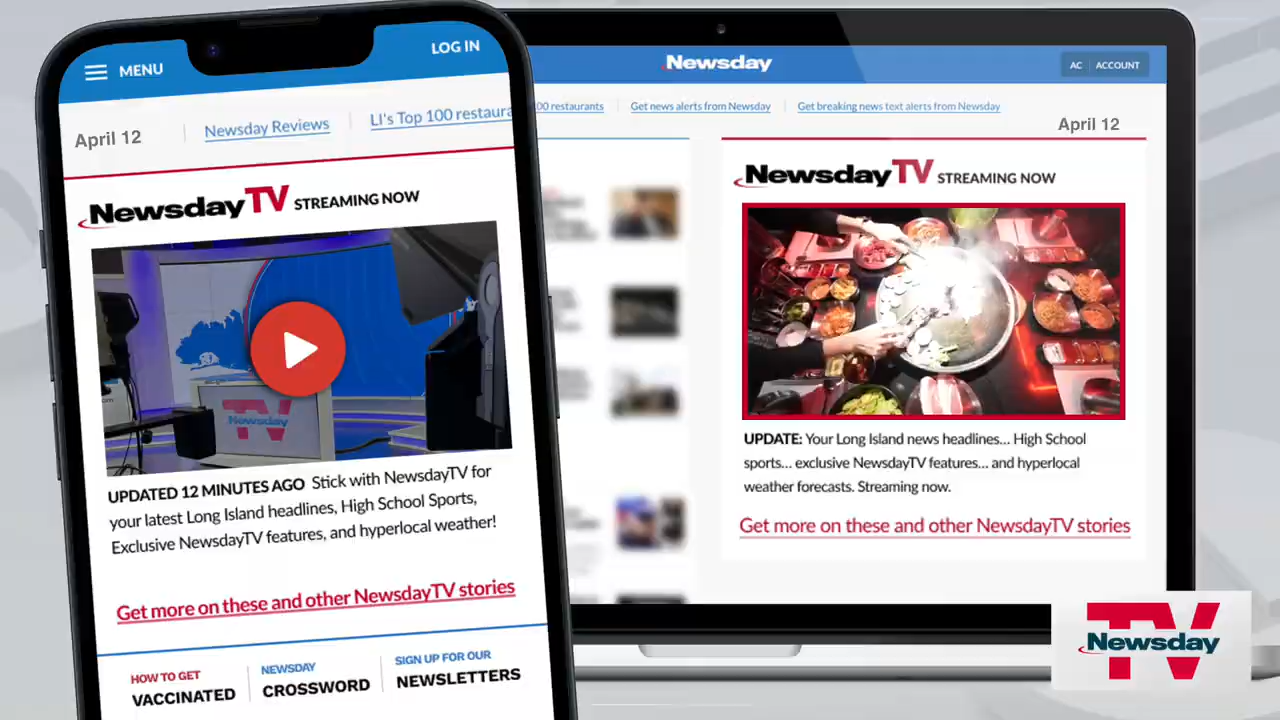 MENU
LOG IN
April 12
Newsday Reviews
LI's Top 100 restaura
NewsdayTV STREAMING NOW
TV
Newsday
UPDATED 12 MINUTES AGO Stick with NewsdayTV for
your latest Long Island headlines, High School Sports,
Exclusive NewsdayTV features, and hyperlocal weather!
Get more on these and other NewsdayTV stories
HOW TO GET
VACCINATED
NEWSDAY
CROSSWORD
SIGN UP FOR OUR
NEWSLETTERS
Newsday
AC
ACCOUNT
00 restaurants
Get news alerts from Newsday
Get breaking news text alerts from Newsday
April 12
NewsdayTV STREAMING NOW
UPDATE: Your Long Island news headlines... High School
sports... exclusive NewsdayTV features... and hyperlocal
weather forecasts. Streaming now.
Get more on these and other NewsdayTV stories
TV
Newsday